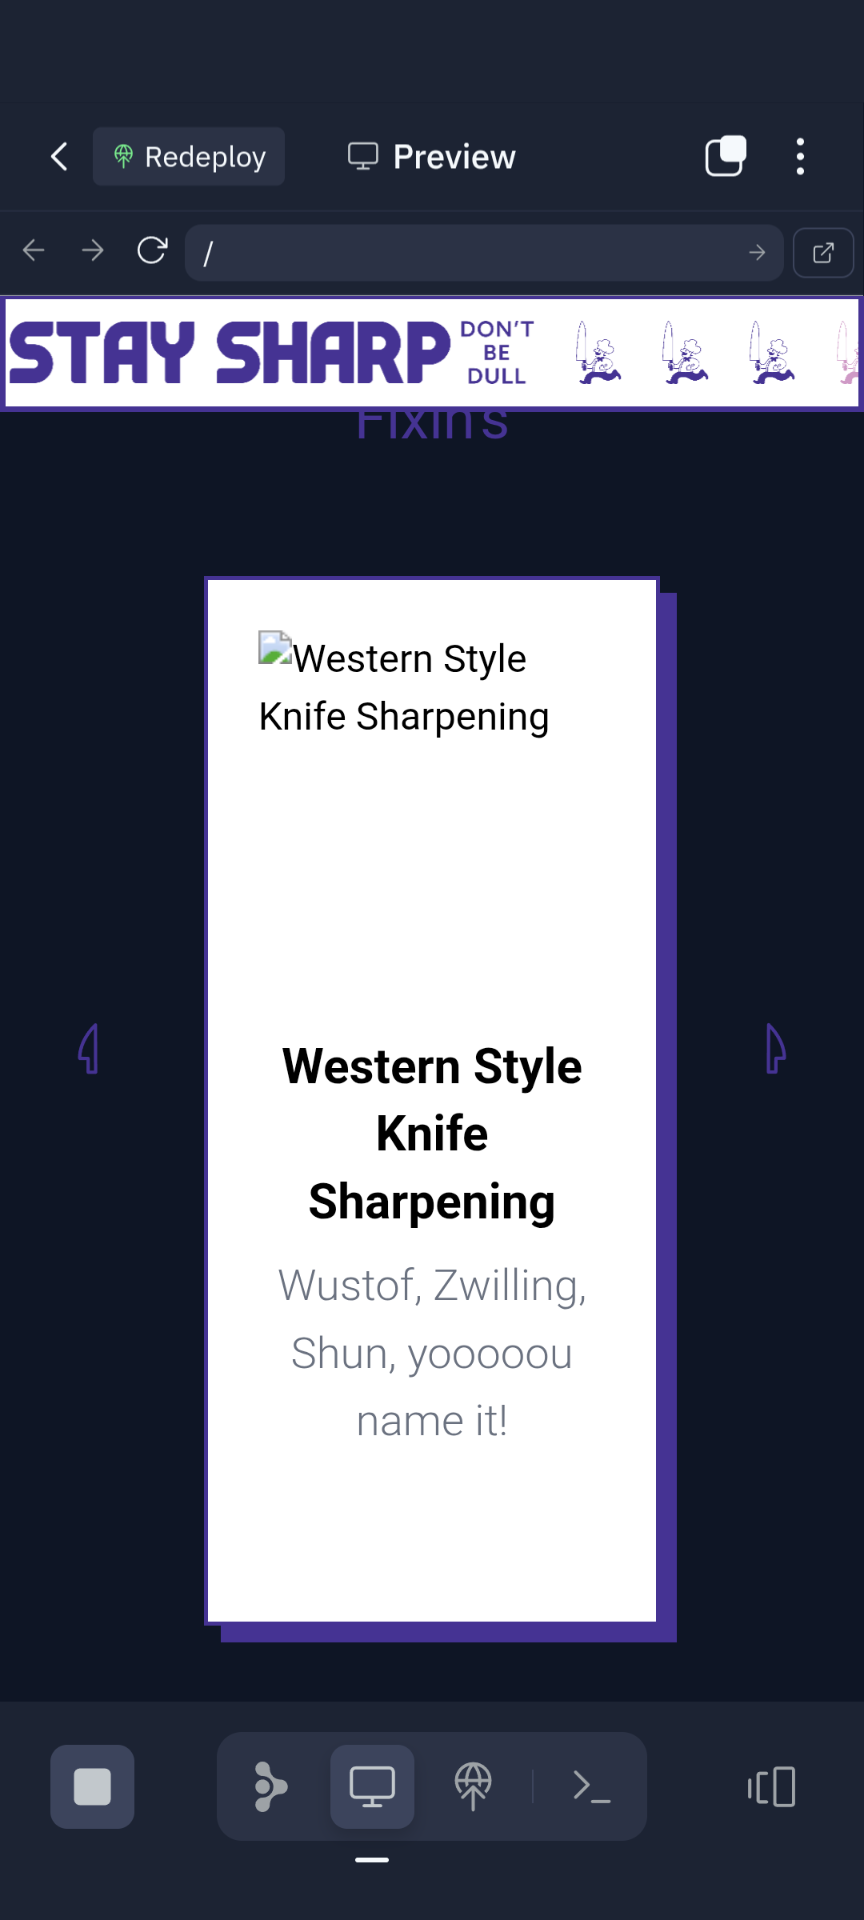 Redeploy
Preview
/
STAY SHARP
DON'T
BE
DULL
Fixin's
Western Style
Knife Sharpening
Western Style
Knife
Sharpening
Wustof, Zwilling,
Shun, yooooou
name it!